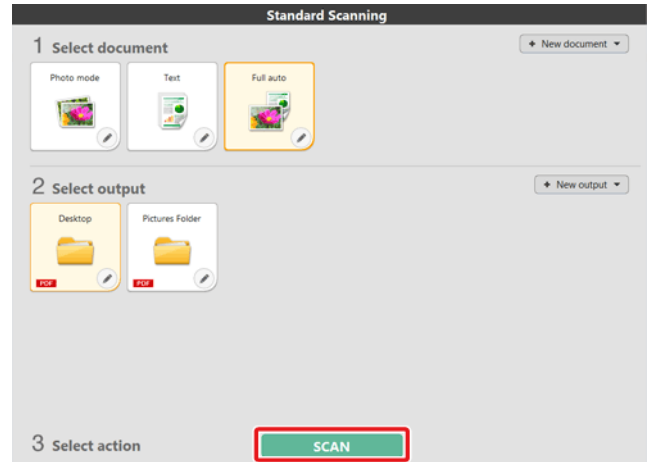 Standard Scanning
1 Select document
+ New document
Photo mode
Text
Full auto
2 Select output
+ New output
Desktop
Pictures Folder
PDF
PDF
3 Select action
SCAN